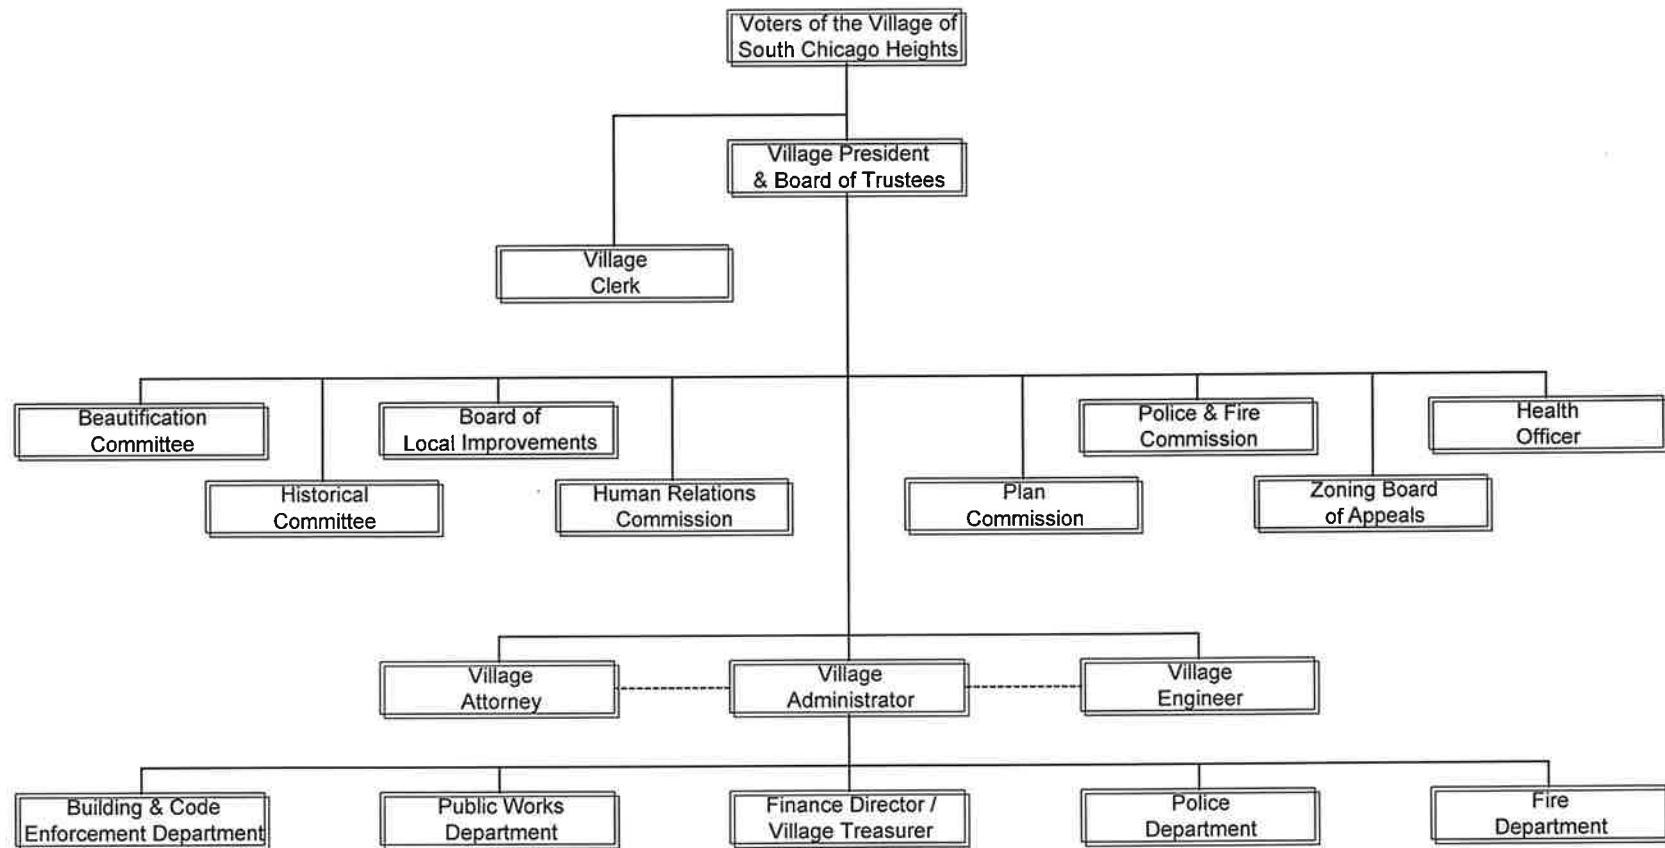 Voters of the Village of
South Chicago Heights
Village President
& Board of Trustees
Village
Clerk
Beautification
Committee
Board of
Local Improvements
Police & Fire
Commission
Health
Officer
Historical
Committee
Human Relations
Commission
Plan
Commission
Zoning Board
of Appeals
Village
Attorney
Village
Administrator
Village
Engineer
Building & Code
Enforcement Department
Public Works
Department
Finance Director /
Village Treasurer
Police
Department
Fire
Department